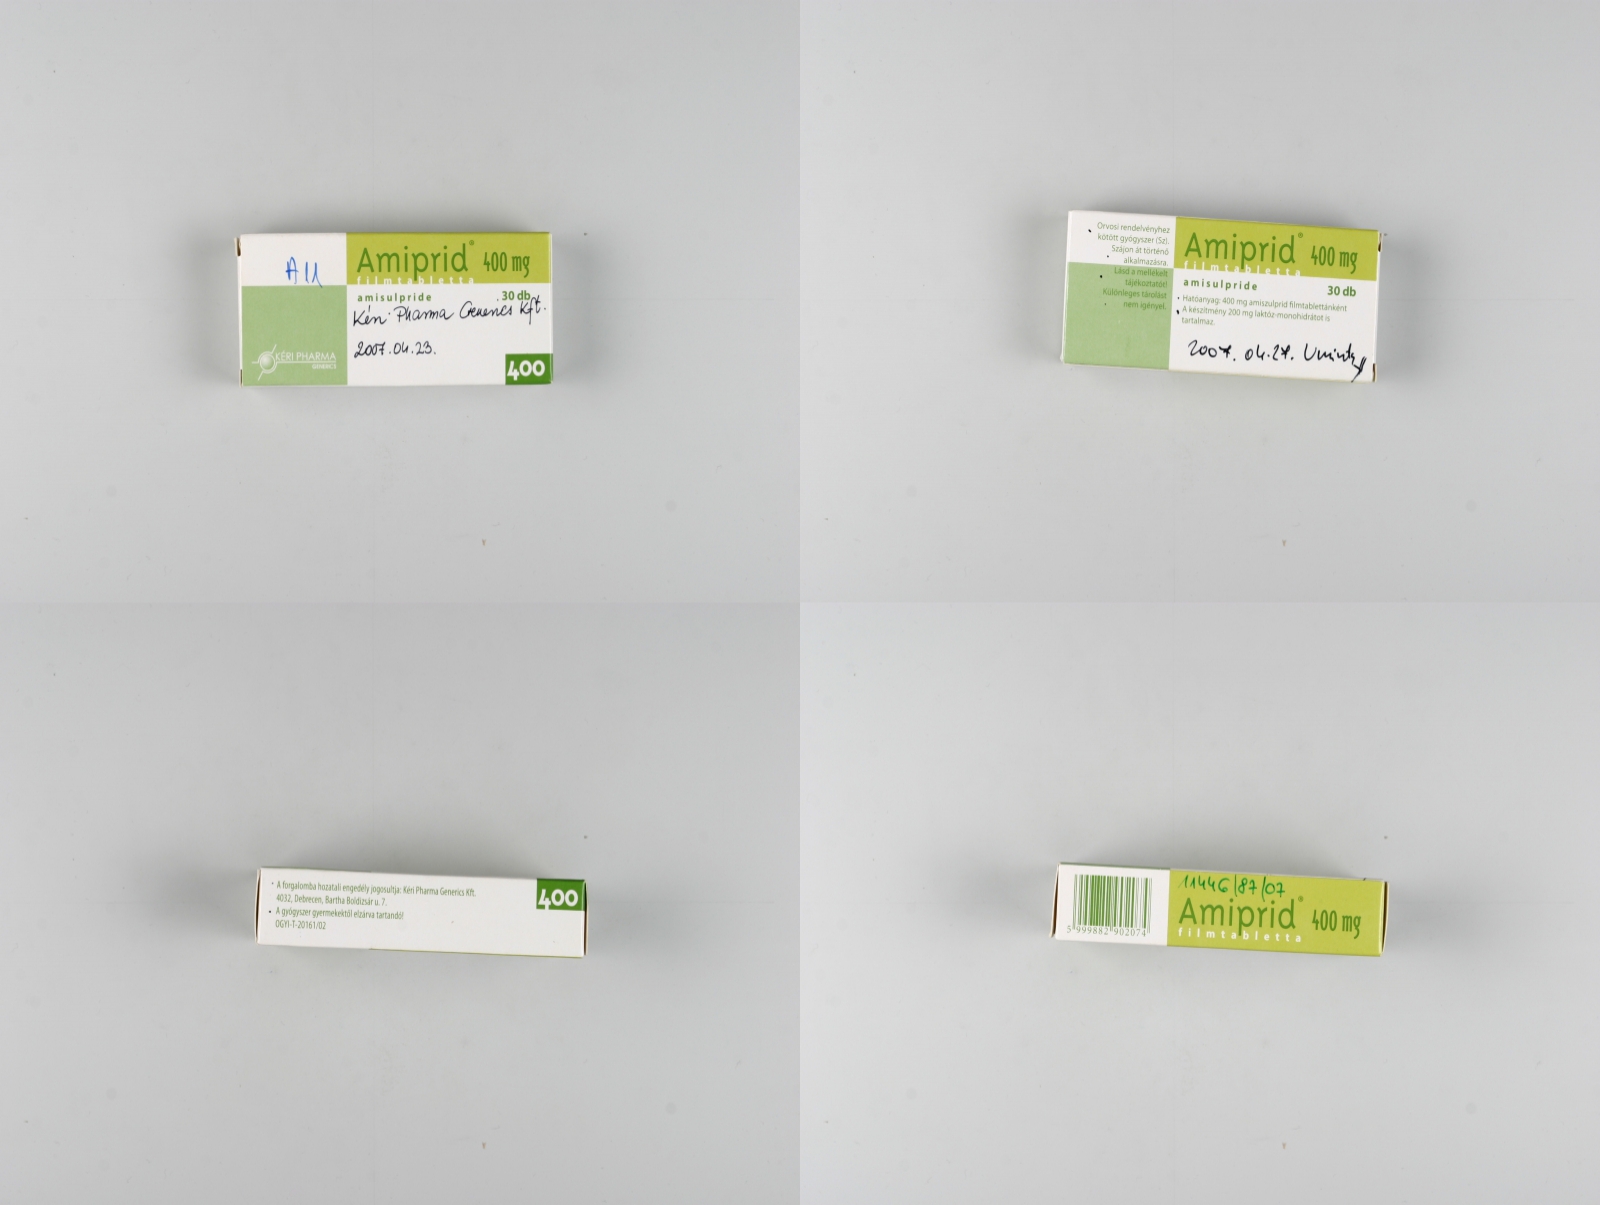 A11
Amiprid® 400 mg
filmtabletta
amisulpride 30 db
Kéri Pharma Generics Kft.
2007.04.23.
KÉRI PHARMA
GENERICS
400
Orvosi rendelvényhez
kötött gyógyszer (Sz).
Szájon át történő
alkalmazásra.
Lásd a mellékelt
tájékoztatót!
Különleges tárolást
nem igényel.
Amiprid® 400 mg
filmtabletta
amisulpride 30 db
• Hatóanyag: 400 mg amiszulprid filmtablettánként
• A készítmény 200 mg laktóz-monohidrátot is
tartalmaz.
2007.04.27.
• A forgalomba hozatali engedély jogosultja: Kéri Pharma Generics Kft.
4032, Debrecen, Bartha Boldizsár u. 7.
• A gyógyszer gyermekektől elzárva tartandó!
OGYI-T-20161/02
400
5 999882 902074
11446/87/07
Amiprid® 400 mg
filmtabletta